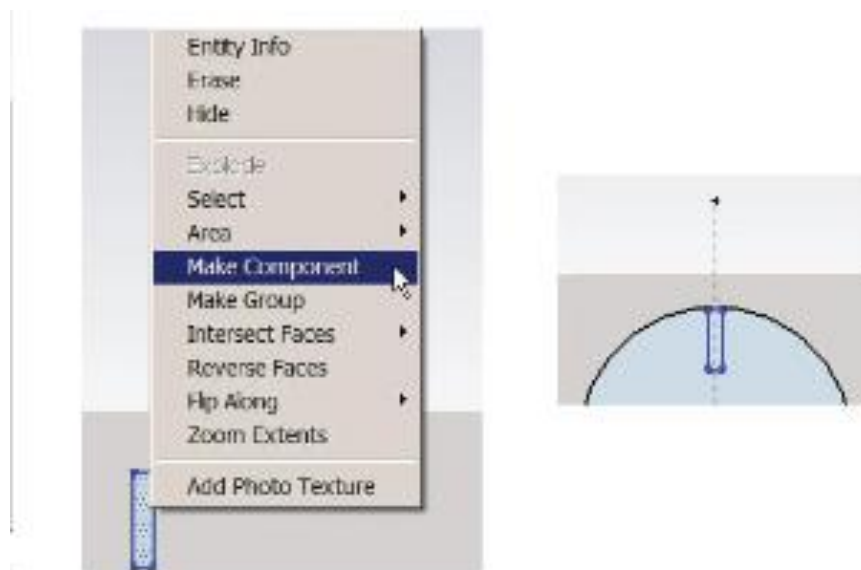 Entity Info
Erase
Hide
Explode
Select
Area
Make Component
Make Group
Intersect Faces
Reverse Faces
Flip Along
Zoom Extents
Add Photo Texture